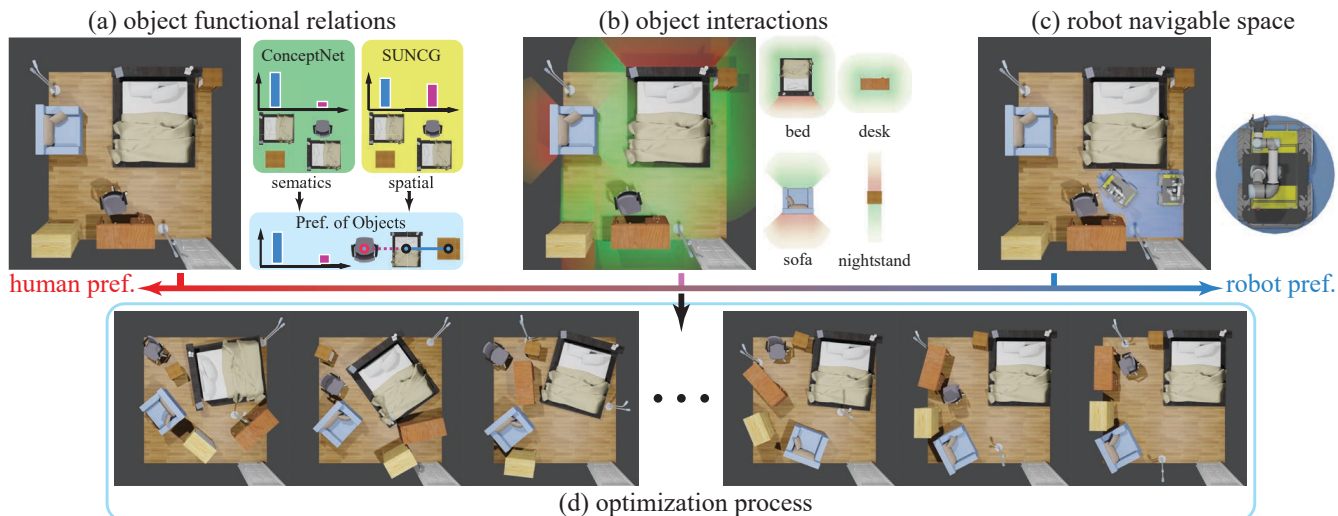 (a) object functional relations
(b) object interactions
(c) robot navigable space
ConceptNet
SUNCG
sematics
spatial
Pref. of Objects
bed
desk
sofa
nightstand
human pref.
robot pref.
(d) optimization process